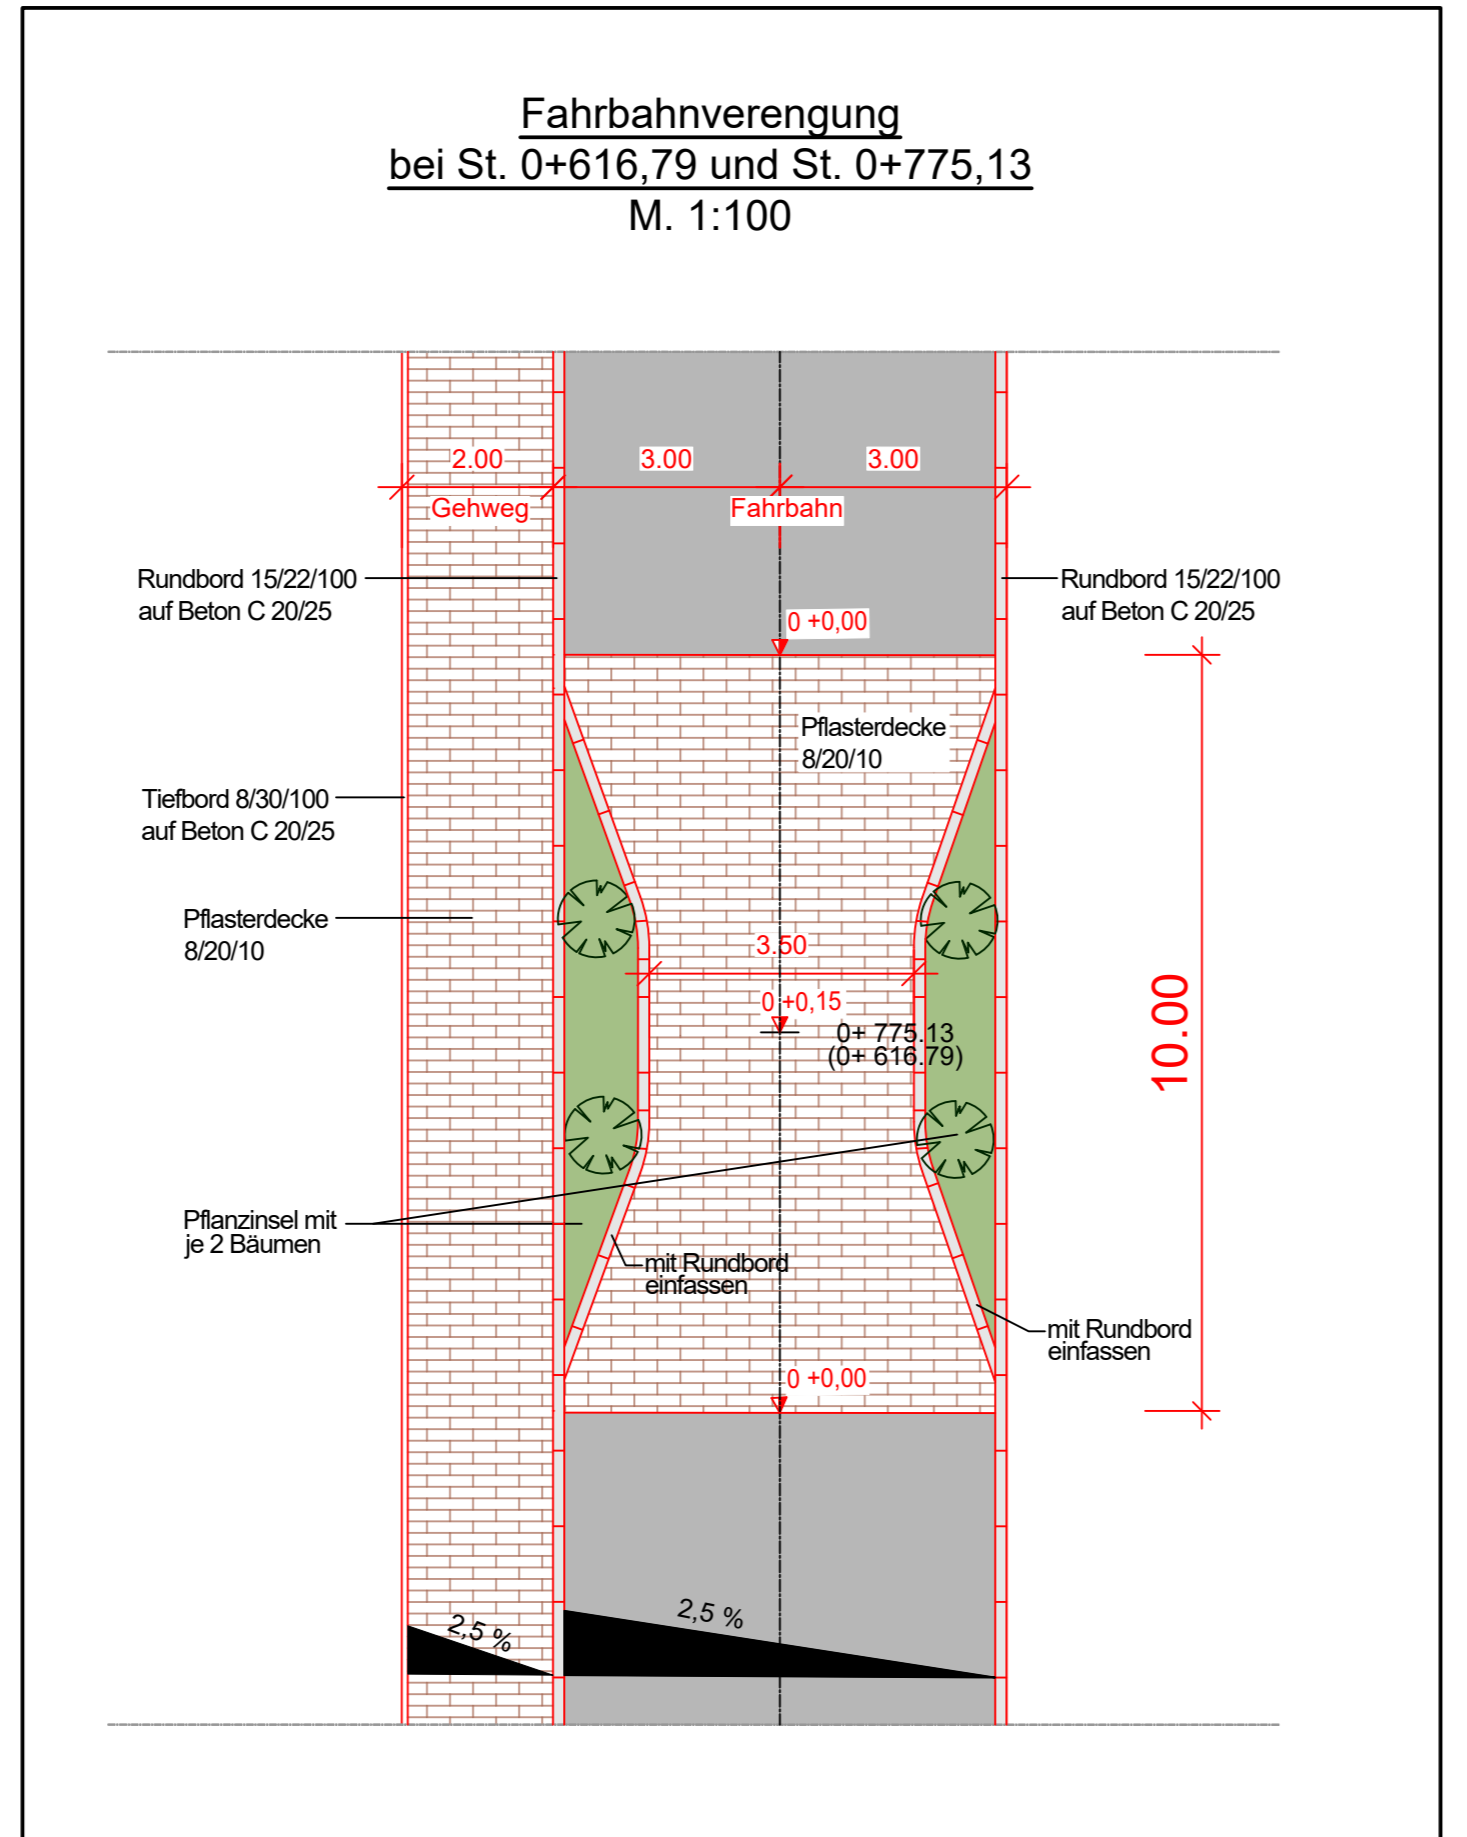 Fahrbahnverengung
bei St. 0+616,79 und St. 0+775,13
M. 1:100
2.00
3.00
3.00
Gehweg
Fahrbahn
Rundbord 15/22/100
auf Beton C 20/25
Rundbord 15/22/100
auf Beton C 20/25
0 +0,00
Pflasterdecke
8/20/10
Tiefbord 8/30/100
auf Beton C 20/25
Pflasterdecke
8/20/10
3.50
0 +0,15
0+ 775.13
(0+ 616.79)
10.00
Pflanzinsel mit
je 2 Bäumen
mit Rundbord
einfassen
mit Rundbord
einfassen
0 +0,00
2,5 %
2,5 %